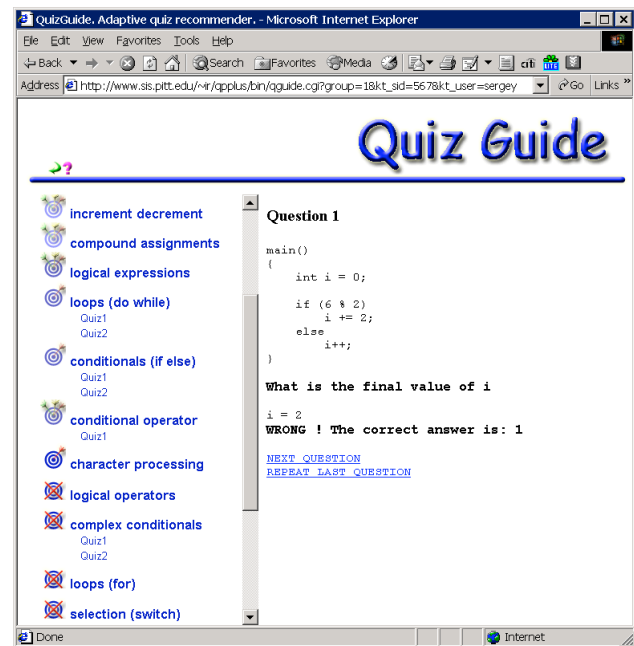 QuizGuide. Adaptive quiz recommender. - Microsoft Internet Explorer
File Edit View Favorites Tools Help
Back Search Favorites Media
Address http://www.sis.pitt.edu/~ir/qpplus/bin/qguide.cgi?group=1&kt_sid=567&kt_user=sergey Go Links »
Quiz Guide
increment decrement
compound assignments
logical expressions
loops (do while)
Quiz1
Quiz2
conditionals (if else)
Quiz1
Quiz2
conditional operator
Quiz1
character processing
logical operators
complex conditionals
Quiz1
Quiz2
loops (for)
selection (switch)
Question 1
main()
{
int i = 0;
if (6 % 2)
i += 2;
else
i++;
}
What is the final value of i
i = 2
WRONG ! The correct answer is: 1
NEXT QUESTION
REPEAT LAST QUESTION
Done Internet